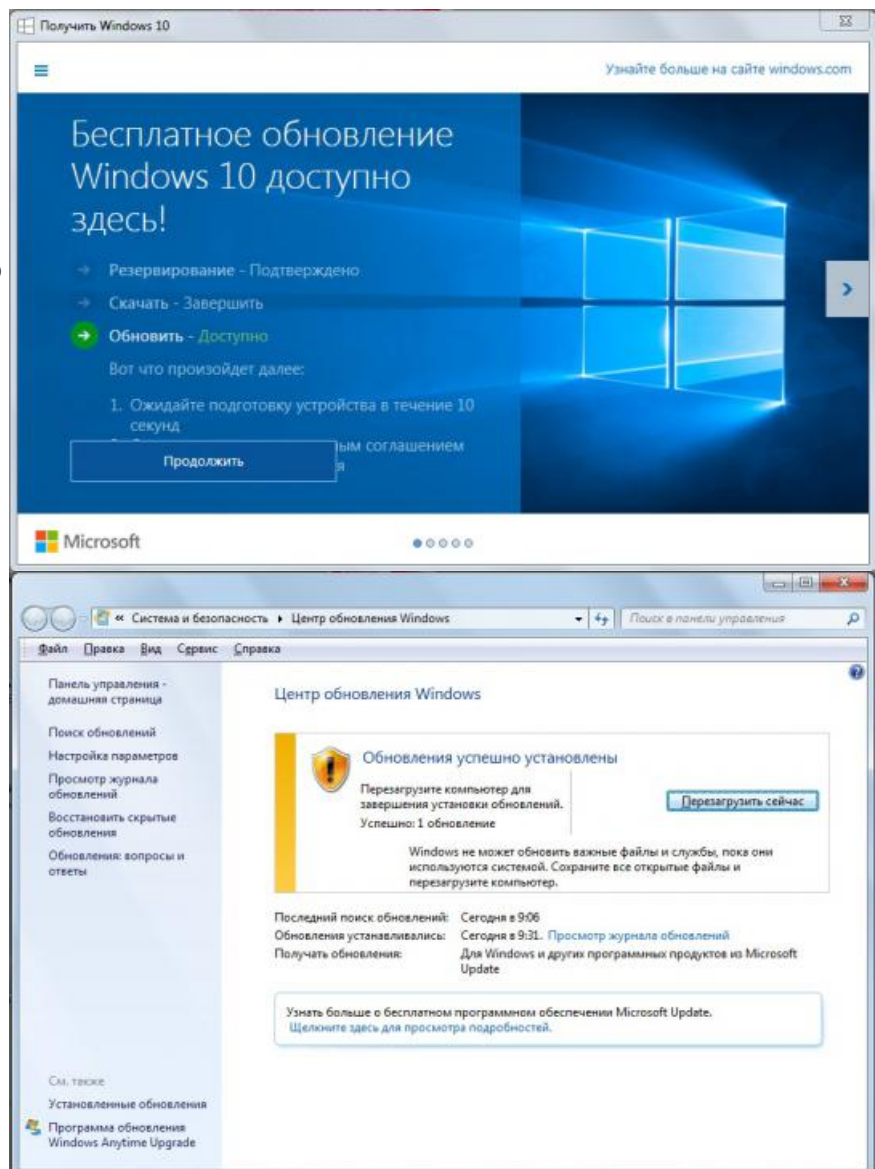 Получить Windows 10
Узнайте больше на сайте windows.com
Бесплатное обновление
Windows 10 доступно
здесь!
Резервирование - Подтверждено
Скачать - Завершить
Обновить - Доступно
Вот что произойдет далее:
1. Ожидайте подготовку устройства в течение 10
секунд
ым соглашением
Продолжить
я
Microsoft
« Система и безопасность Центр обновления Windows
Поиск в панели управления
Файл Правка Вид Сервис Справка
Панель управления -
домашняя страница
Поиск обновлений
Настройка параметров
Просмотр журнала
обновлений
Восстановить скрытые
обновления
Обновления: вопросы и
ответы
Центр обновления Windows
Обновления успешно установлены
Перезагрузите компьютер для
завершения установки обновлений.
Успешно: 1 обновление
Перезагрузить сейчас
Windows не может обновить важные файлы и службы, пока они
используются системой. Сохраните все открытые файлы и
перезагрузите компьютер.
Последний поиск обновлений: Сегодня в 9:06
Обновления устанавливались: Сегодня в 9:31. Просмотр журнала обновлений
Получать обновления: Для Windows и других программных продуктов из Microsoft
Update
Узнать больше о бесплатном программном обеспечении Microsoft Update.
Щелкните здесь для просмотра подробностей.
См. также
Установленные обновления
Программа обновления
Windows Anytime Upgrade